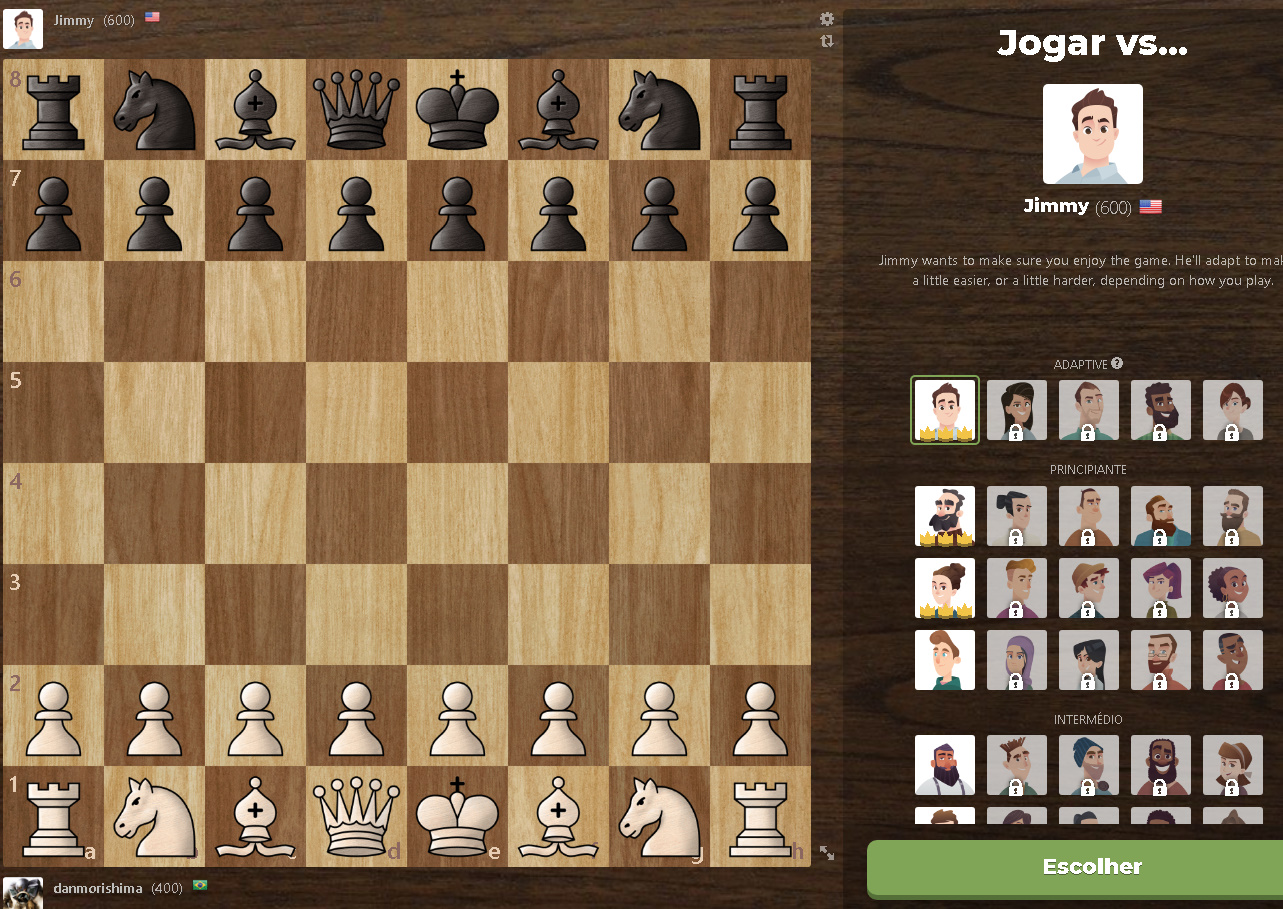 Jimmy (600)
Jogar vs...
Jimmy (600)
Jimmy wants to make sure you enjoy the game. He'll adapt to
a little easier, or a little harder, depending on how you play.
ADAPTIVE ?
PRINCIPIANTE
INTERMÉDIO
Escolher
8
7
6
5
4
3
2
1
a c d e g h
danmorishima (400)